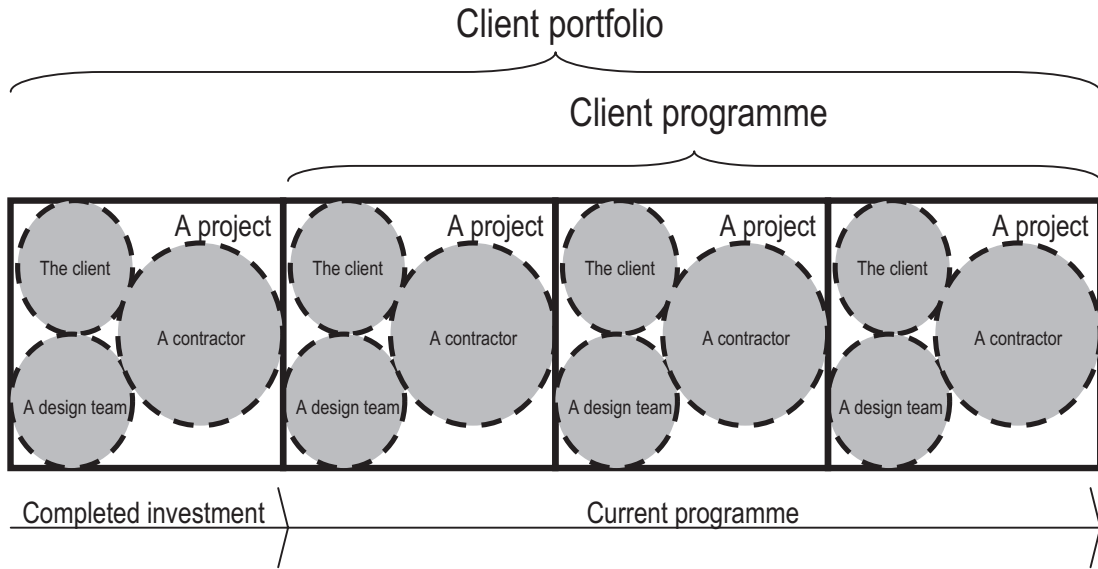 Client portfolio
Client programme
A project
A project
A project
A project
The client
The client
The client
The client
A contractor
A contractor
A contractor
A contractor
A design team
A design team
A design team
A design team
Completed investment
Current programme